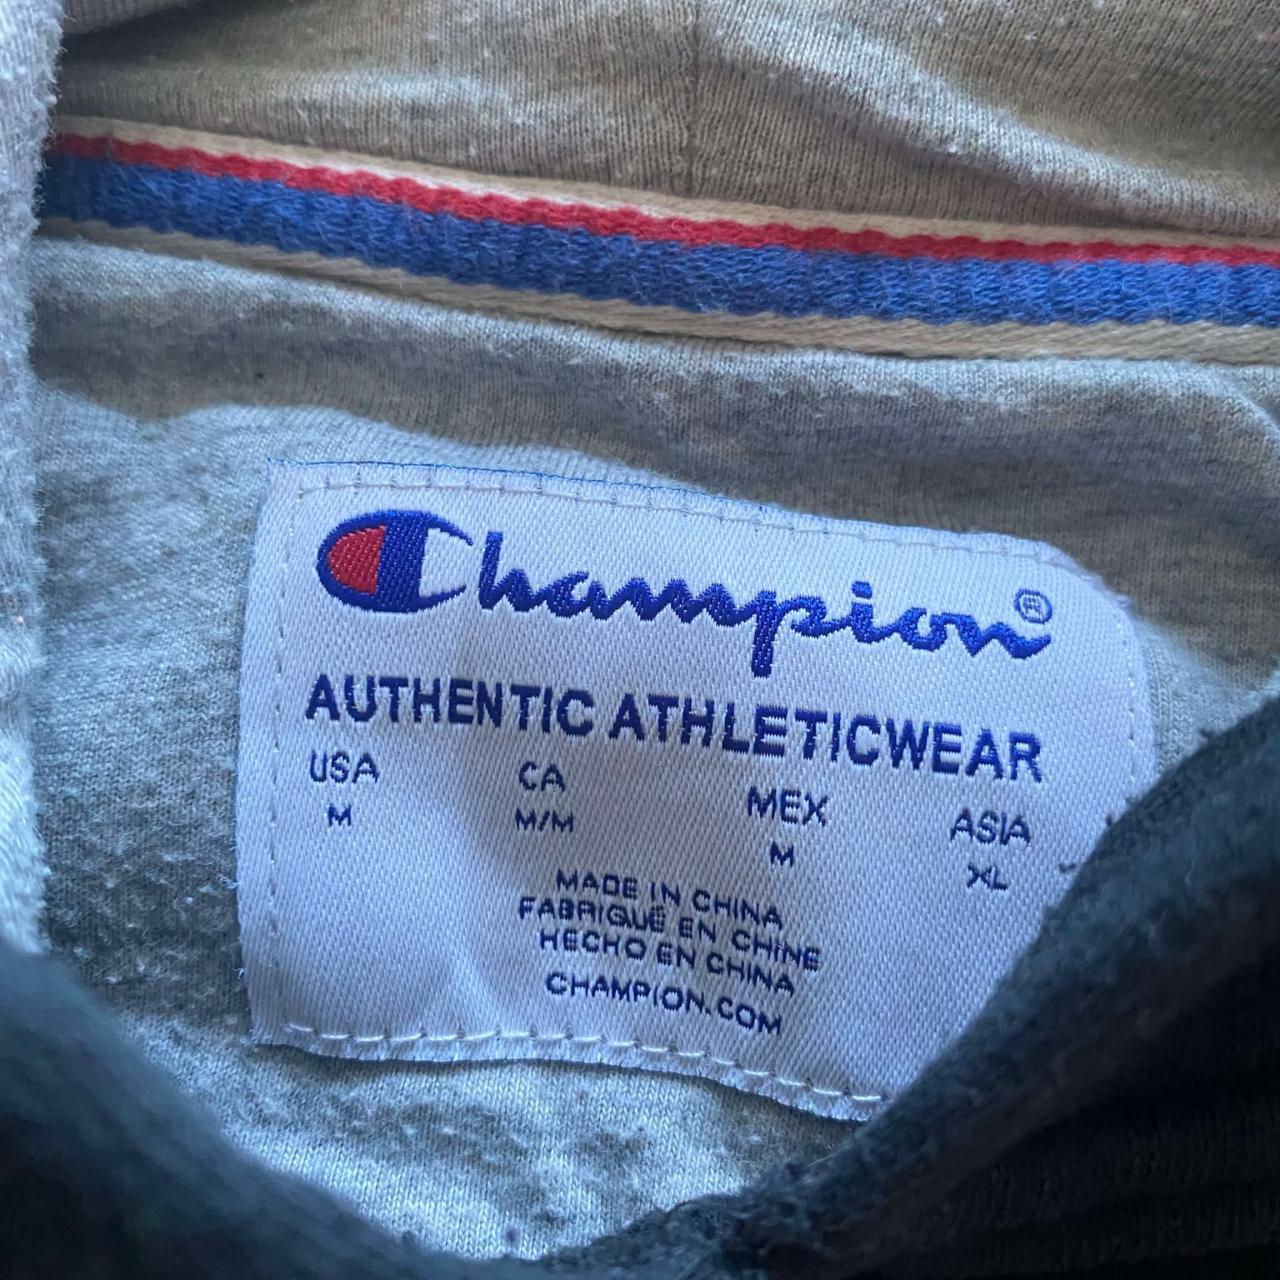 Champion®
AUTHENTIC ATHLETICWEAR
USA CA MEX ASIA
M M/M M XL
MADE IN CHINA
FABRIQUÉ EN CHINE
HECHO EN CHINA
CHAMPION.COM